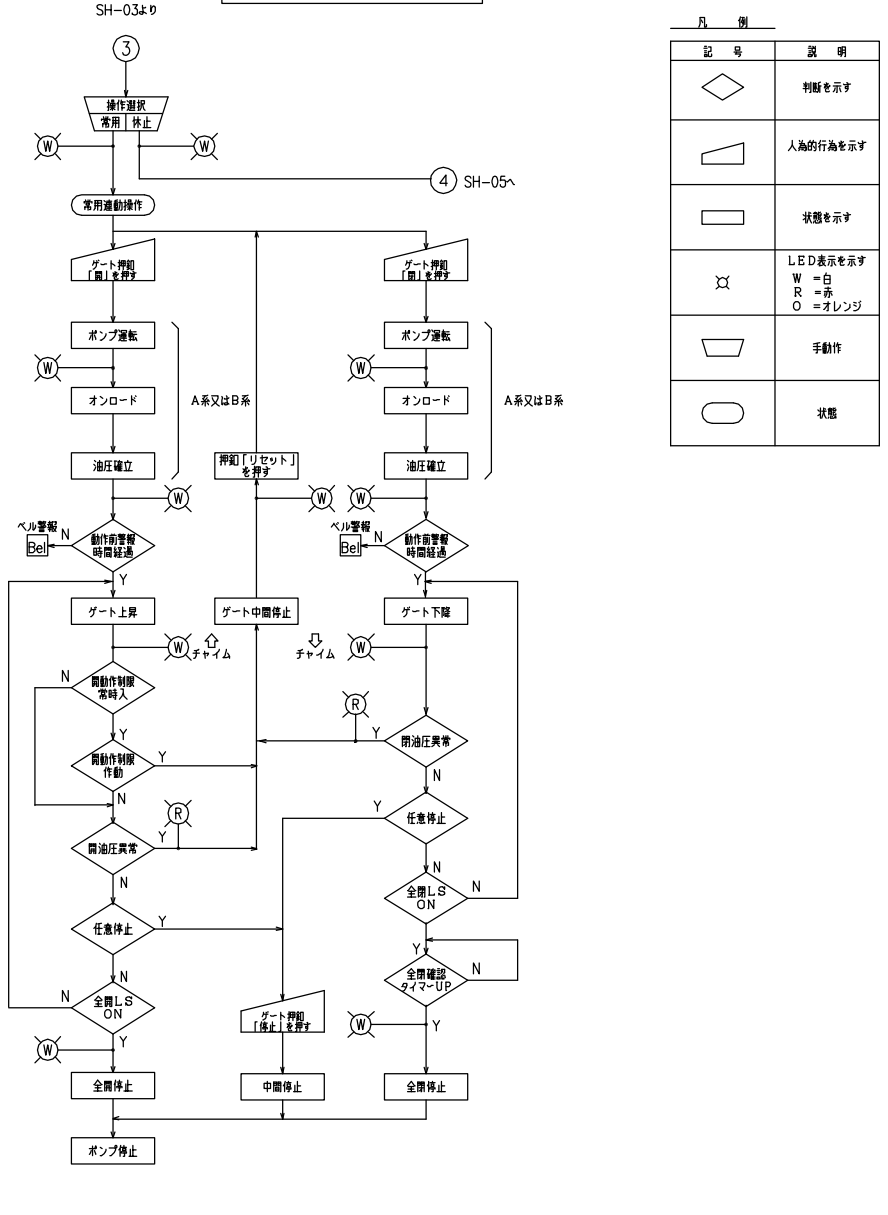 SH-03より
3
操作選択
常用 休止
W
W
4 SH-05へ
常用連動操作
ゲート押釦
「開」を押す
ポンプ運転
W
オンロード
A系又はB系
油圧確立
W
ベル警報
Bel
N
動作前警報
時間経過
Y
ゲート上昇
W
チャイム
開動作制限
常時入
N
Y
開動作制限
作動
Y
N
R
開油圧異常
Y
N
任意停止
Y
N
全開LS
ON
N
Y
W
全開停止
ポンプ停止
押釦「リセット」
を押す
W
ゲート中間停止
ゲート押釦
「停止」を押す
中間停止
ゲート押釦
「閉」を押す
ポンプ運転
W
オンロード
A系又はB系
油圧確立
W
ベル警報
Bel
N
動作前警報
時間経過
Y
ゲート下降
チャイム
W
R
閉油圧異常
Y
N
任意停止
Y
N
全閉LS
ON
N
Y
全閉確認
タイマーUP
N
W
Y
全閉停止
凡 例
記 号 説 明
判断を示す
人為的行為を示す
状態を示す
LED表示を示す
W =白
R =赤
O =オレンジ
手動作
状態